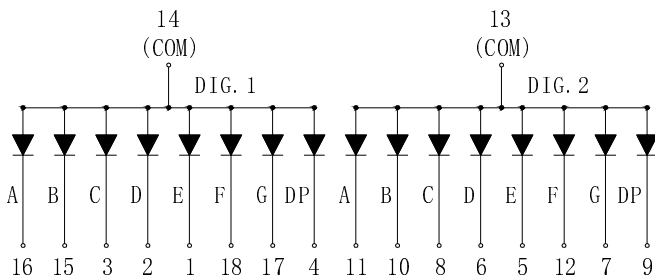 14 13
(COM) (COM)
DIG.1 DIG.2
A B C D E F G DP A B C D E F G DP
16 15 3 2 1 18 17 4 11 10 8 6 5 12 7 9